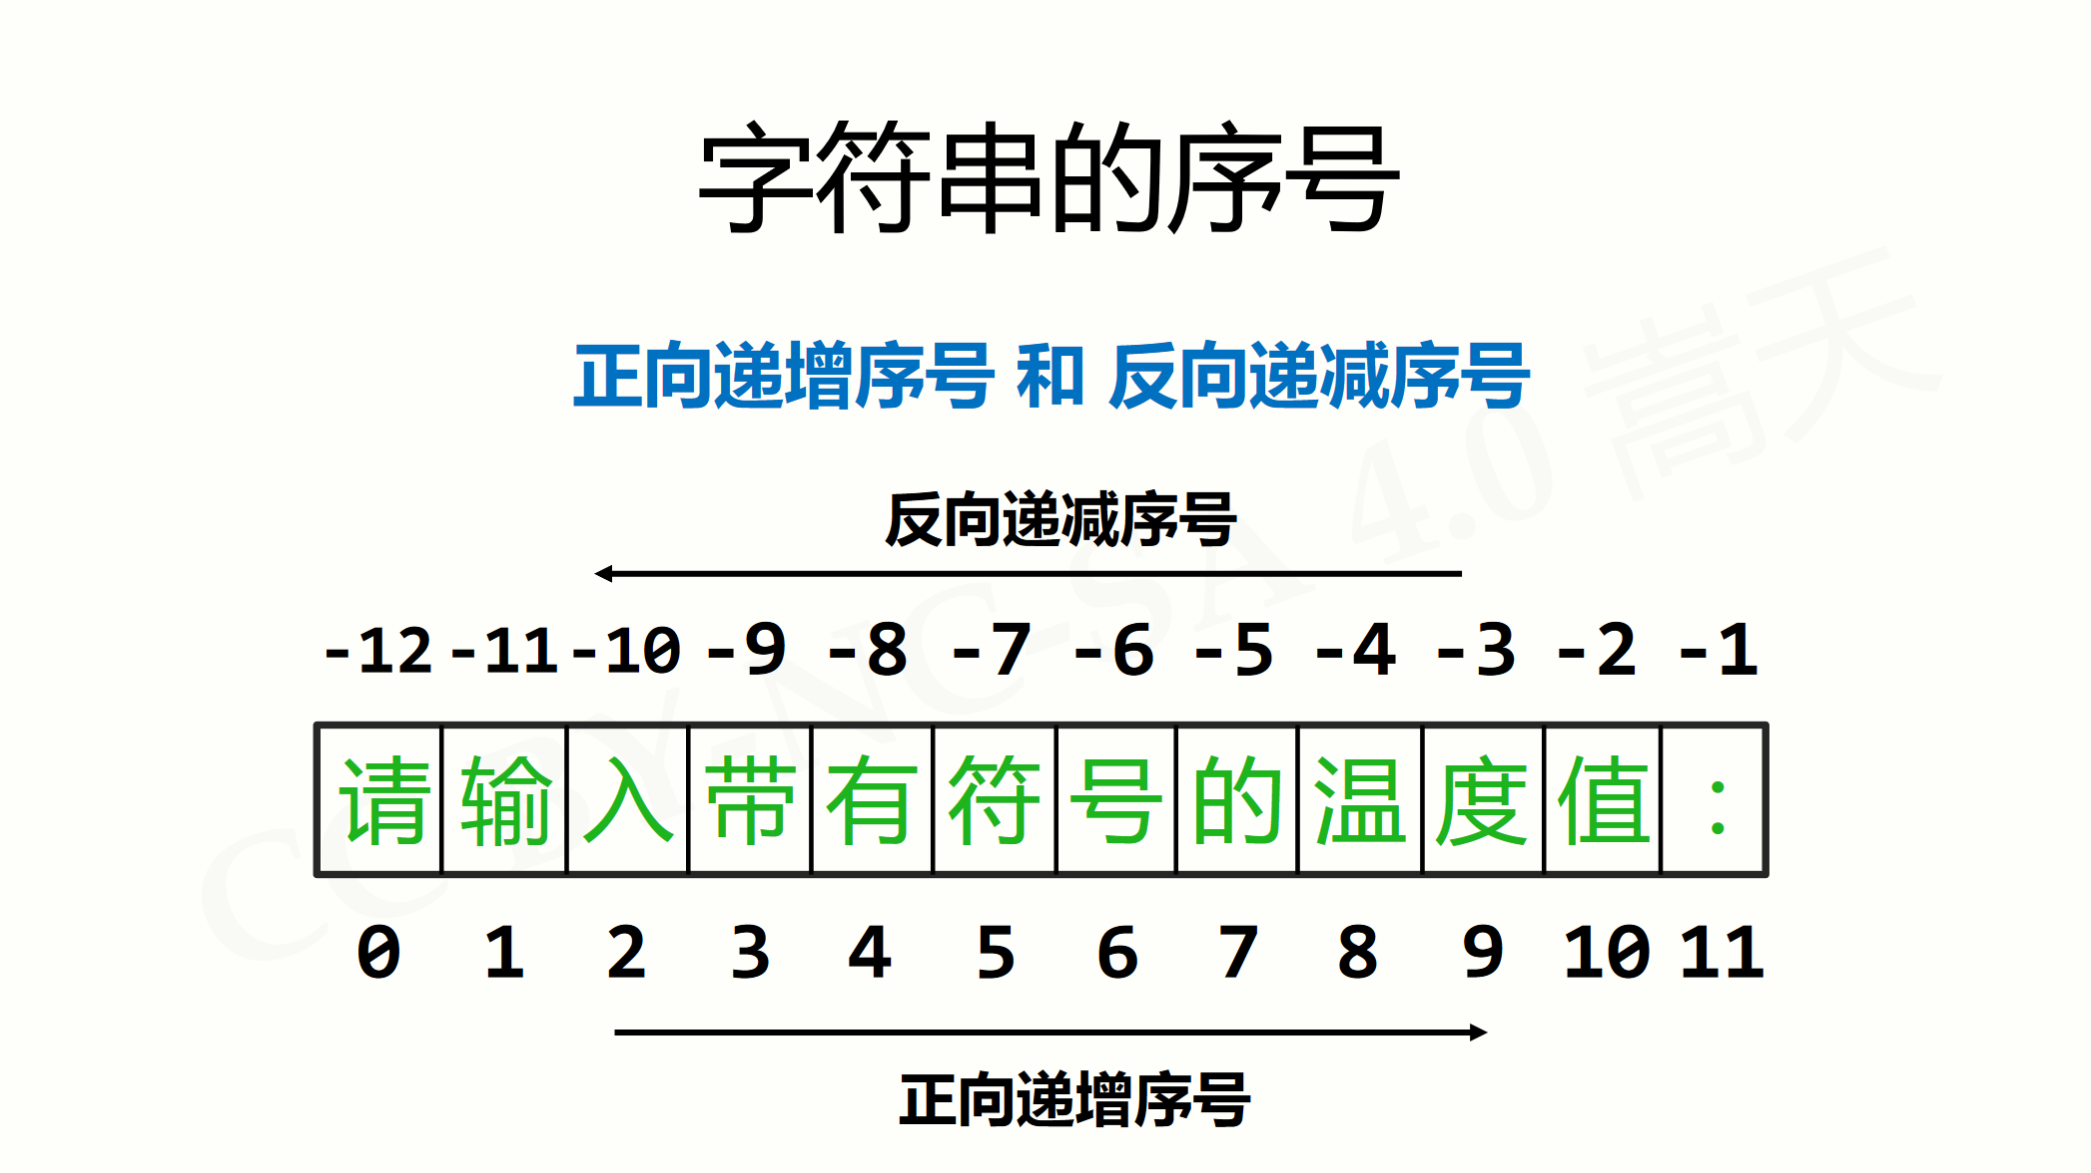 字符串的序号
正向递增序号 和 反向递减序号
反向递减序号
-12 -11 -10 -9 -8 -7 -6 -5 -4 -3 -2 -1
请 输 入 带 有 符 号 的 温 度 值 :
0 1 2 3 4 5 6 7 8 9 10 11
正向递增序号
CC BY-NC-SA 4.0 嵩天